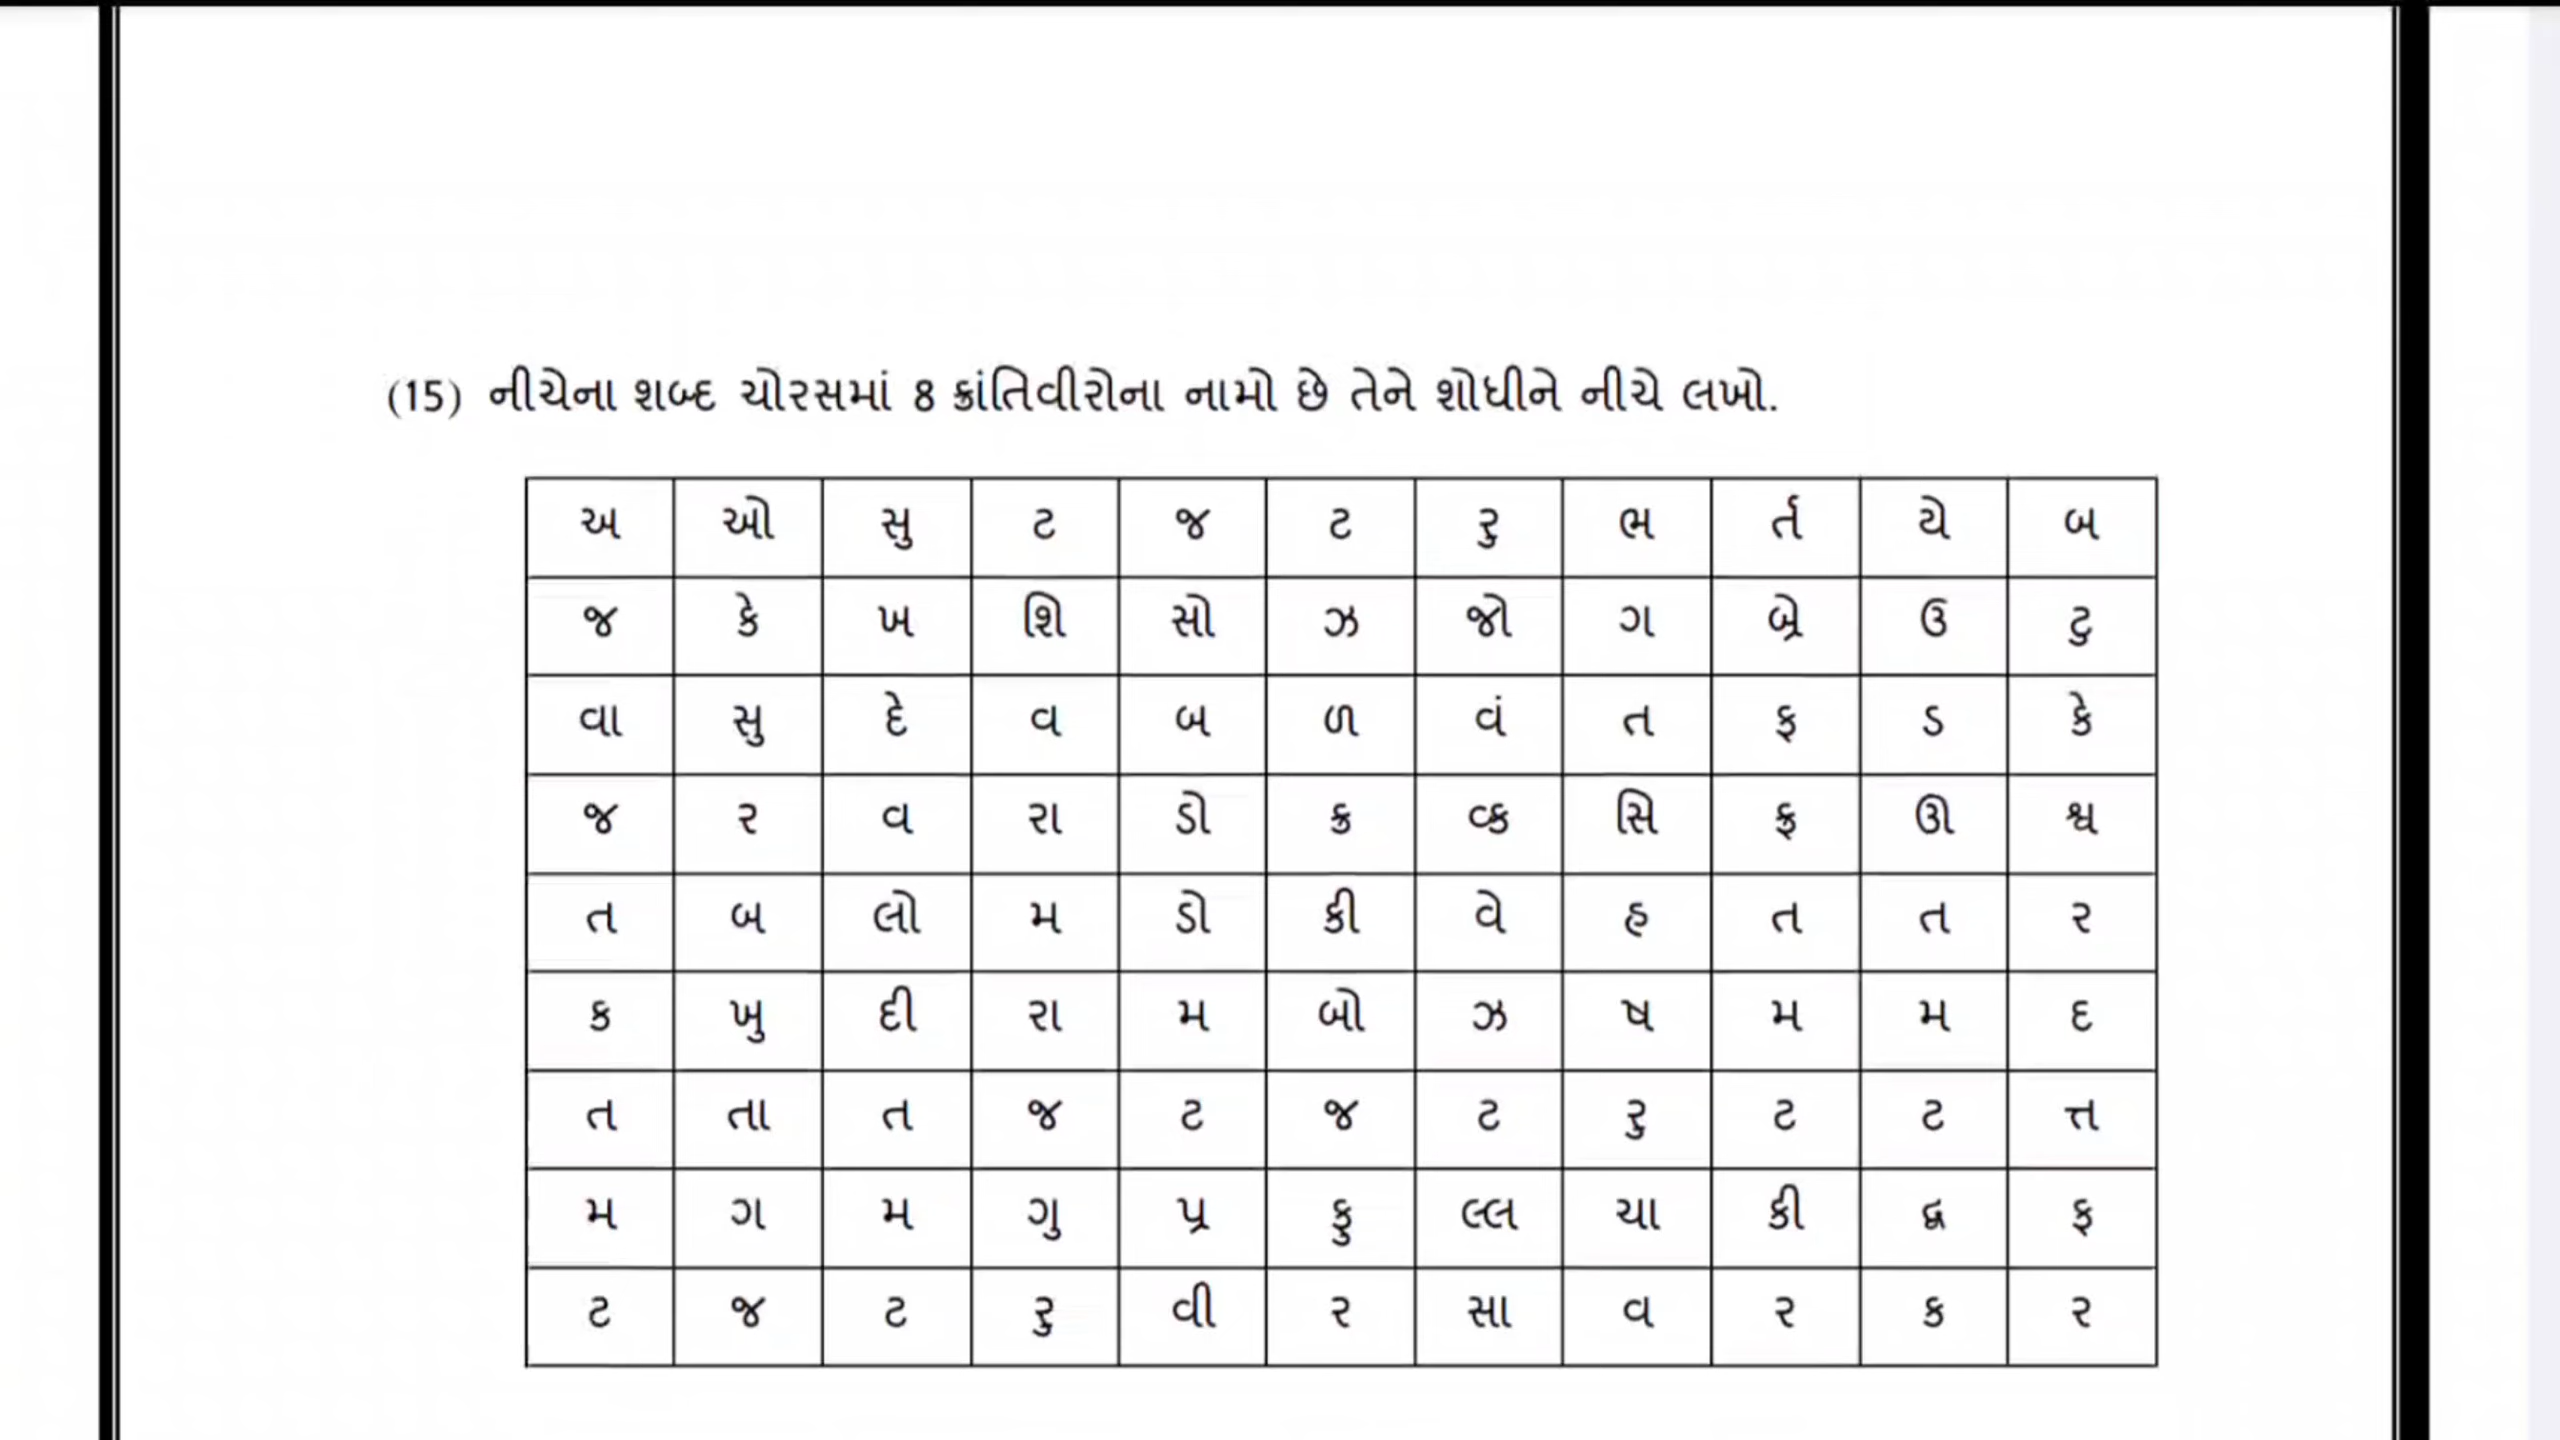 (15) નીચેના શબ્દ ચોરસમાં 8 ક્રાંતિવીરોના નામો છે તેને શોધીને નીચે લખો.
અ ઓ સુ ટ જ ટ રુ ભ ર્ત યે બ
જ કે ખ શિ સો ઝ જો ગ બ્રે ઉ ટુ
વા સુ દે વ બ ળ વં ત ફ ડ કે
જ ર વ રા ડો ક્ર વ્ક સિ ફ્ર ઊ શ્વ
ત બ લો મ ડો કી વે હ ત ત ર
ક ખુ દી રા મ બો ઝ ષ મ મ દ
ત તા ત જ ટ જ ટ રુ ટ ટ ત્ત
મ ગ મ ગુ પ્ર ફુ લ્લ ચા કી દ્ધ ફ
ટ જ ટ રુ વી ર સા વ ર ક ર